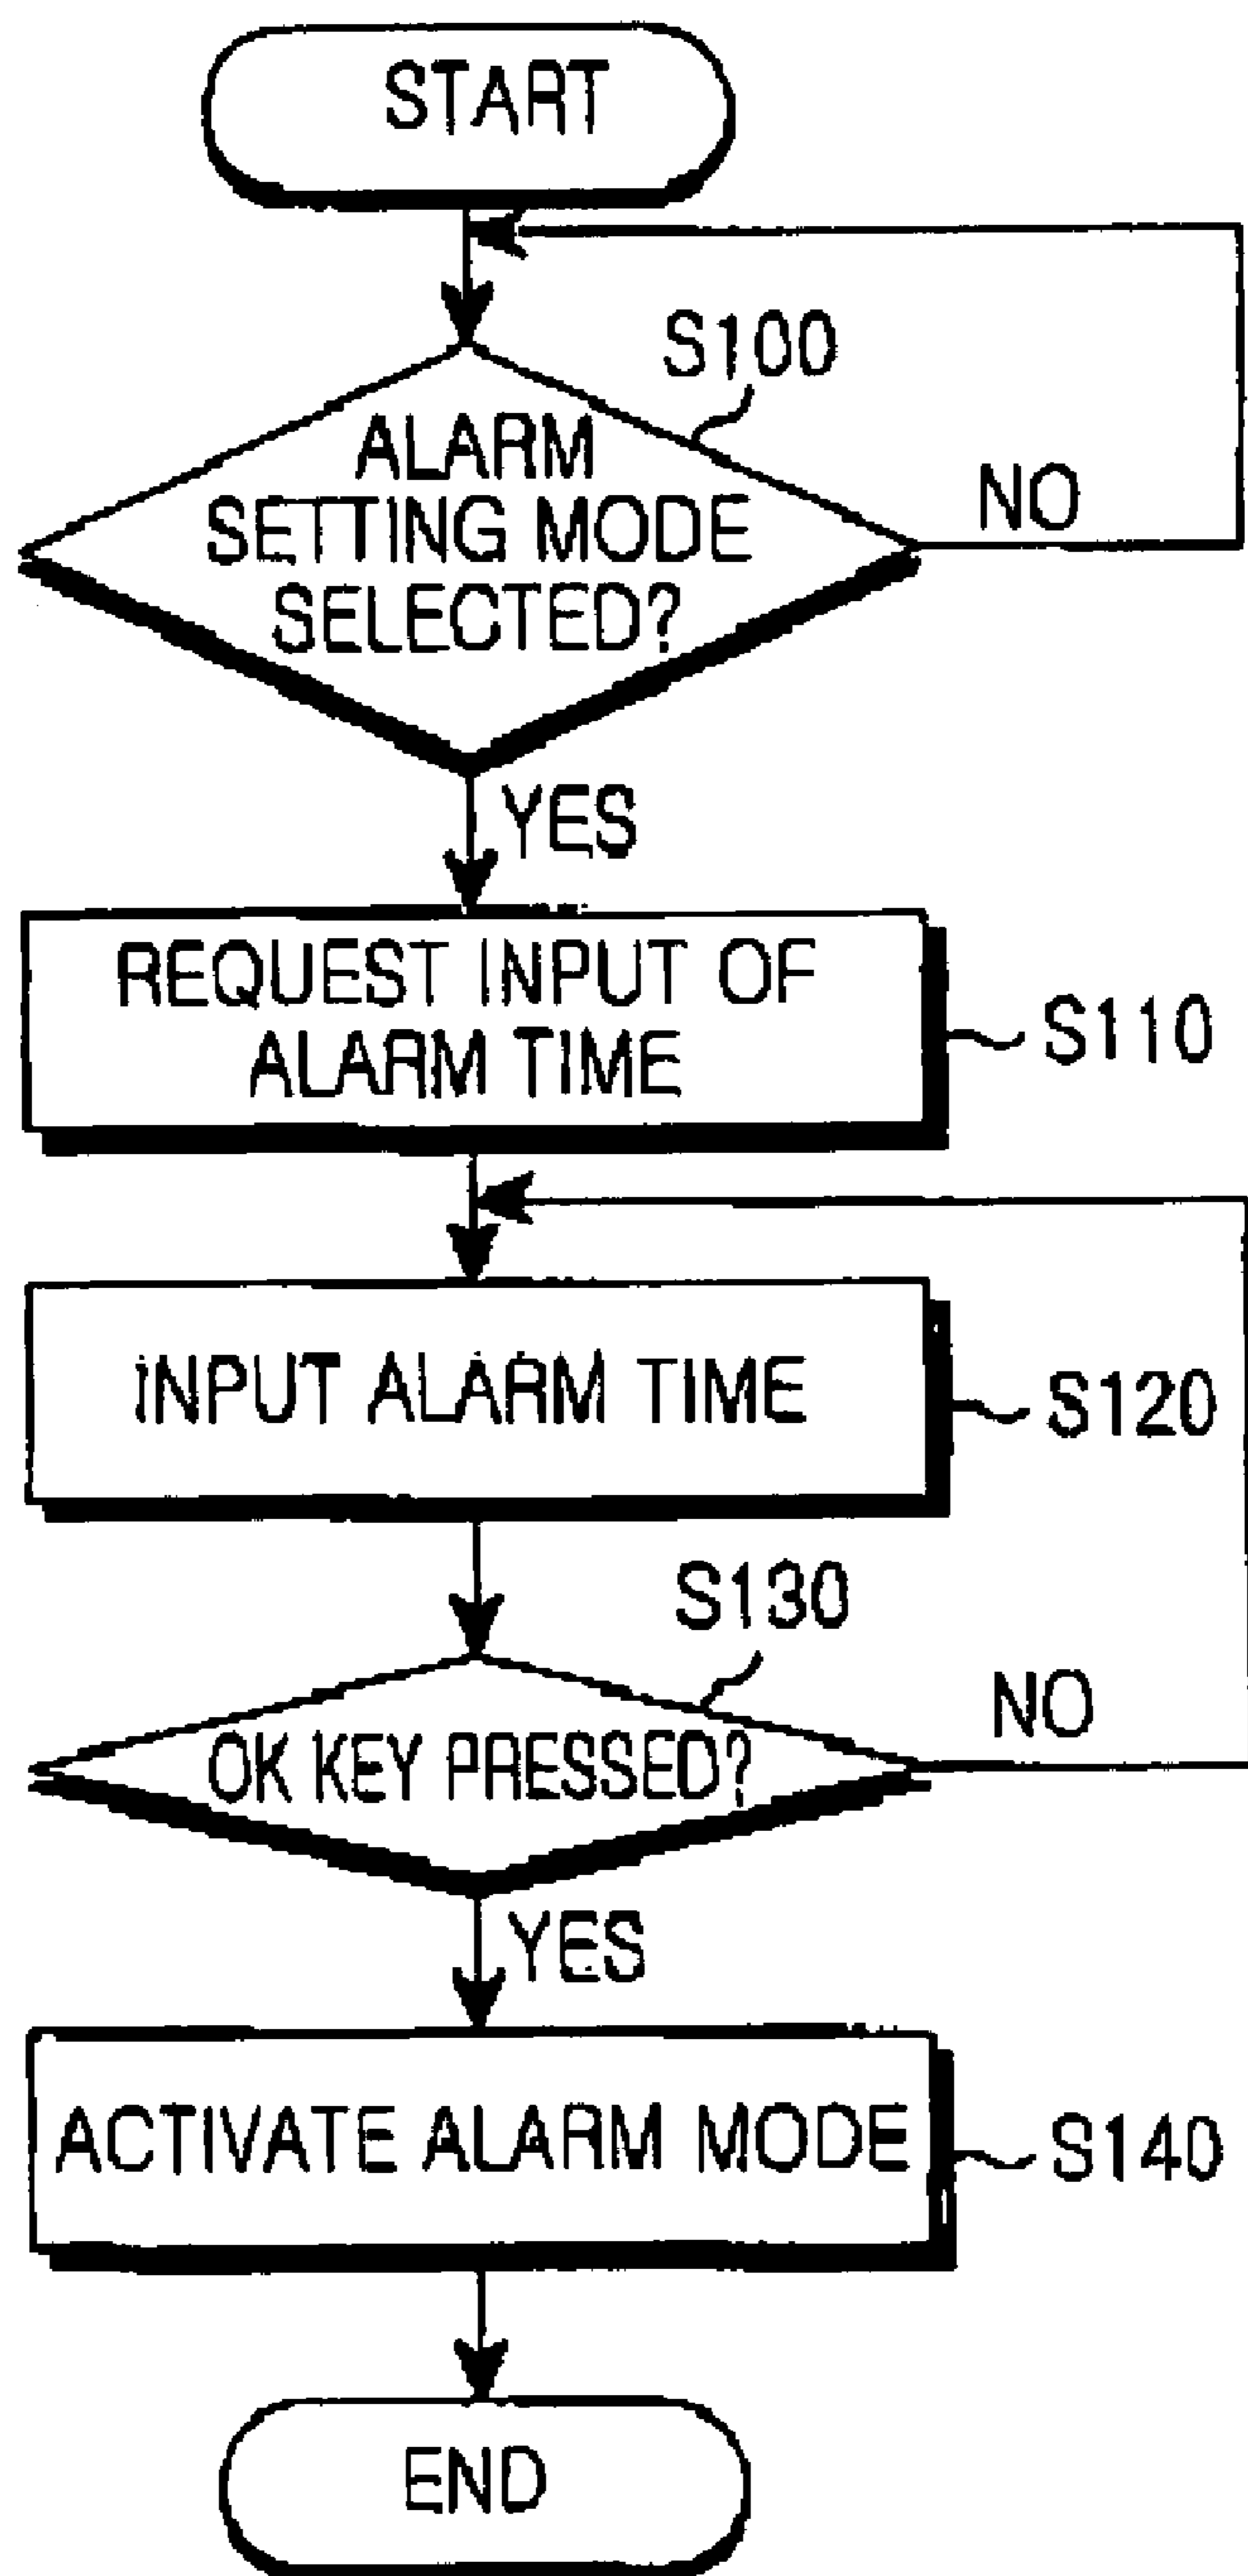 START
S100
ALARM
SETTING MODE
SELECTED?
NO
YES
REQUEST INPUT OF
ALARM TIME
S110
INPUT ALARM TIME
S120
S130
OK KEY PRESSED?
NO
YES
ACTIVATE ALARM MODE
S140
END